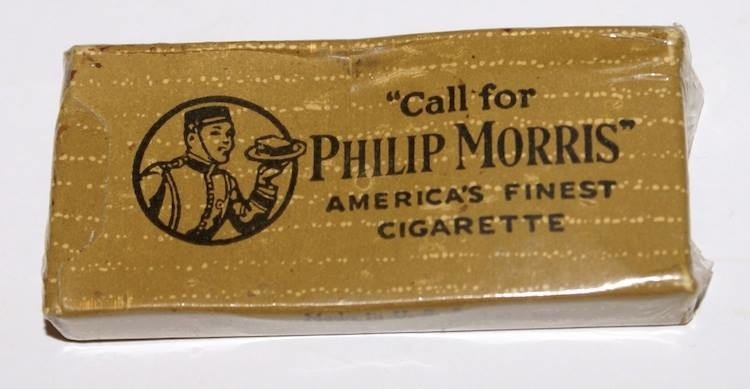 "Call for
PHILIP MORRIS"
AMERICA'S FINEST
CIGARETTE